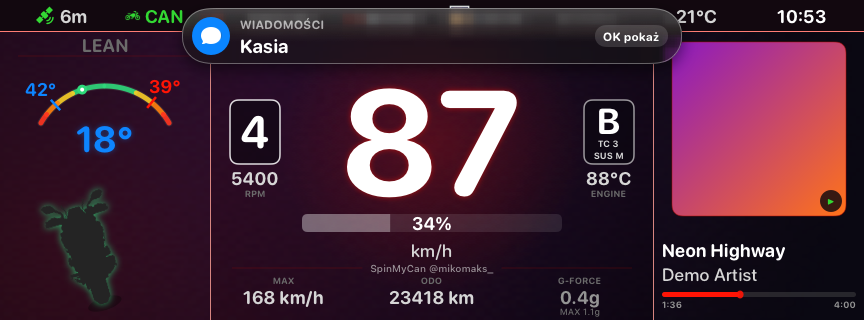 6m
CAN
WIADOMOŚCI
Kasia
OK pokaż
21°C
10:53
LEAN
42°
39°
18°
4
5400
RPM
87
B
TC 3
SUS M
88°C
ENGINE
34%
km/h
SpinMyCan @mikomaks_
MAX
168 km/h
ODO
23418 km
G-FORCE
0.4g
MAX 1.1g
Neon Highway
Demo Artist
1:36
4:00